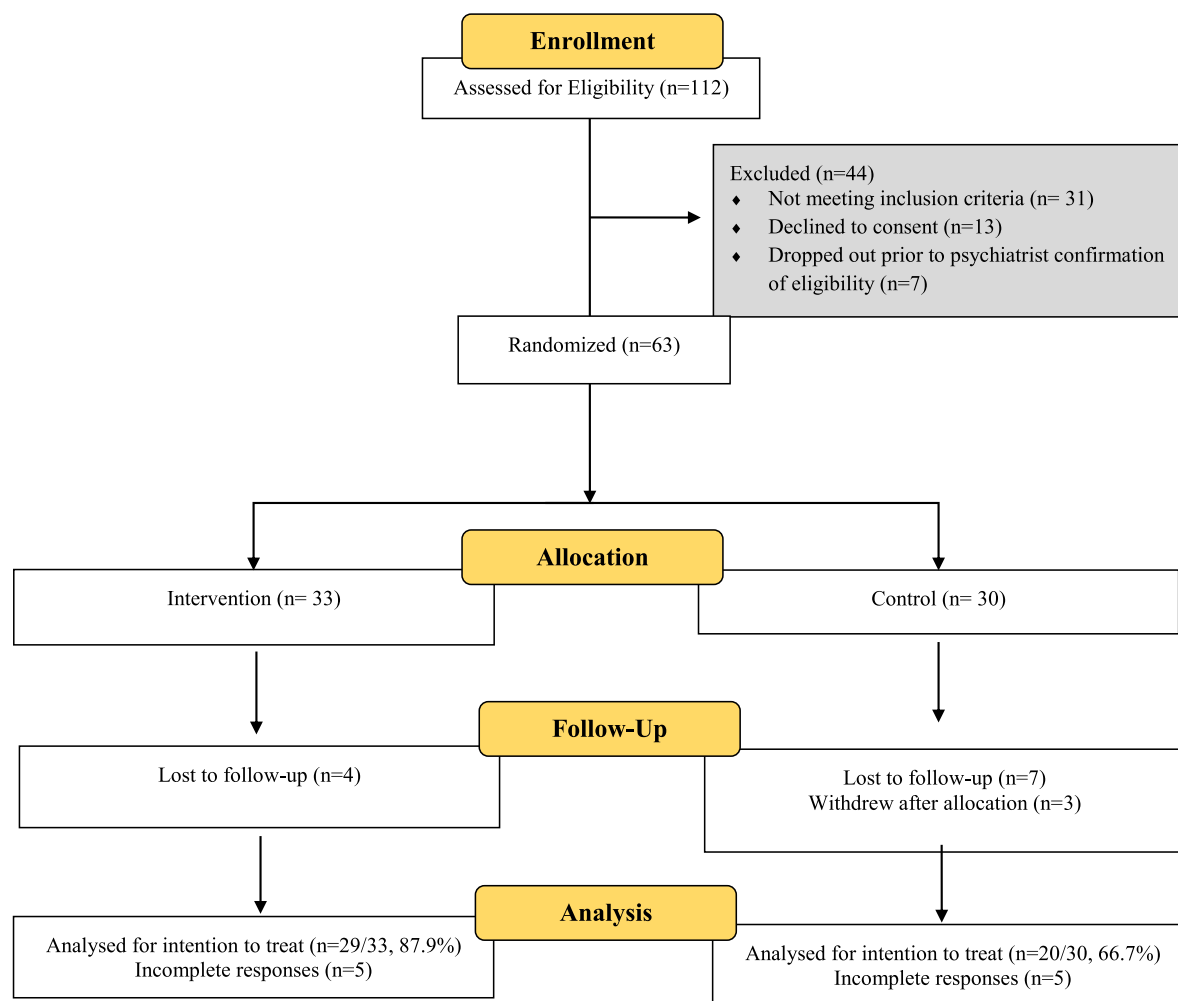 Enrollment
Assessed for Eligibility (n=112)
Excluded (n=44)
♦ Not meeting inclusion criteria (n= 31)
♦ Declined to consent (n=13)
♦ Dropped out prior to psychiatrist confirmation
of eligibility (n=7)
Randomized (n=63)
Allocation
Intervention (n= 33)
Control (n= 30)
Follow-Up
Lost to follow-up (n=4)
Lost to follow-up (n=7)
Withdrew after allocation (n=3)
Analysis
Analysed for intention to treat (n=29/33, 87.9%)
Incomplete responses (n=5)
Analysed for intention to treat (n=20/30, 66.7%)
Incomplete responses (n=5)